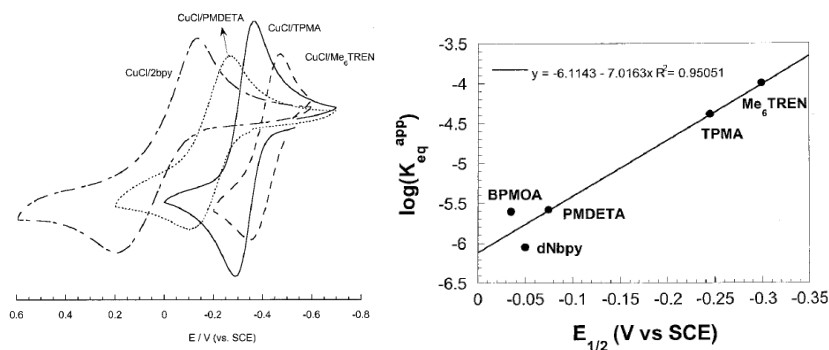 CuCl/PMDETA
CuCl/TPMA
CuCl/Me₆TREN
CuCl/2bpy
0.6 0.4 0.2 0.0 -0.2 -0.4 -0.6 -0.8
E / V (vs. SCE)
-3.5
y = -6.1143 - 7.0163x R²= 0.95051
-4
Me₆TREN
-4.5
TPMA
-5
BPMOA
-5.5
PMDETA
-6
dNbpy
-6.5
0 -0.05 -0.1 -0.15 -0.2 -0.25 -0.3 -0.35
log(K_eq^app)
E₁/₂ (V vs SCE)